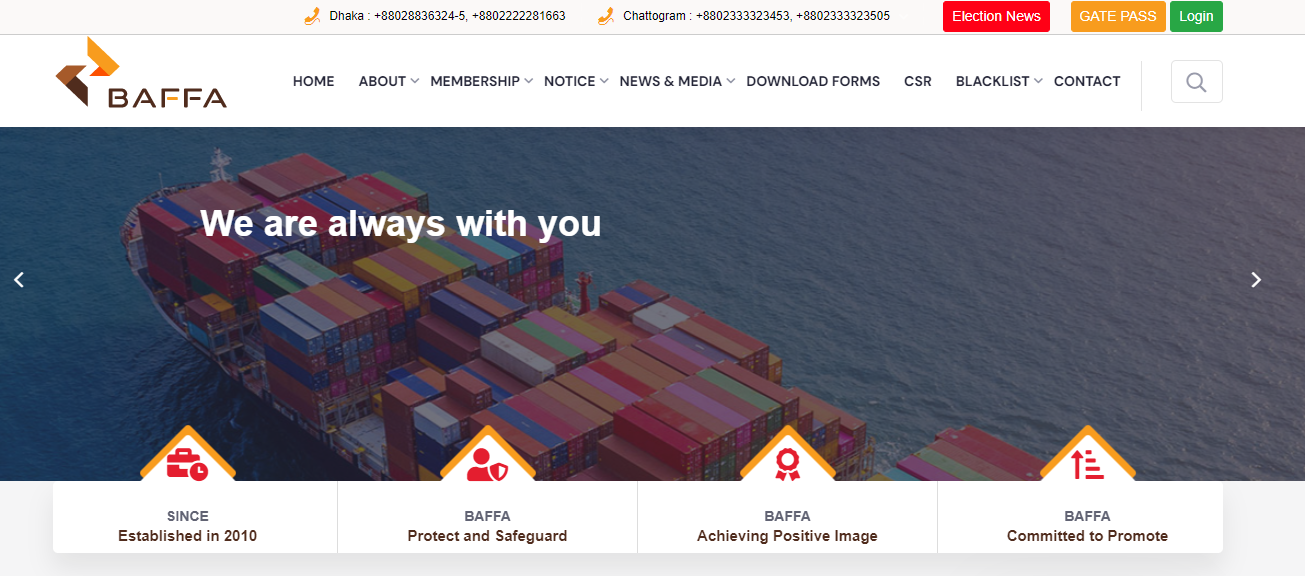 Dhaka : +88028836324-5, +8802222281663 Chattogram : +8802333323453, +8802333323505 Election News GATE PASS Login
BAFFA
HOME ABOUT MEMBERSHIP NOTICE NEWS & MEDIA DOWNLOAD FORMS CSR BLACKLIST CONTACT
We are always with you
SINCE
Established in 2010
BAFFA
Protect and Safeguard
BAFFA
Achieving Positive Image
BAFFA
Committed to Promote